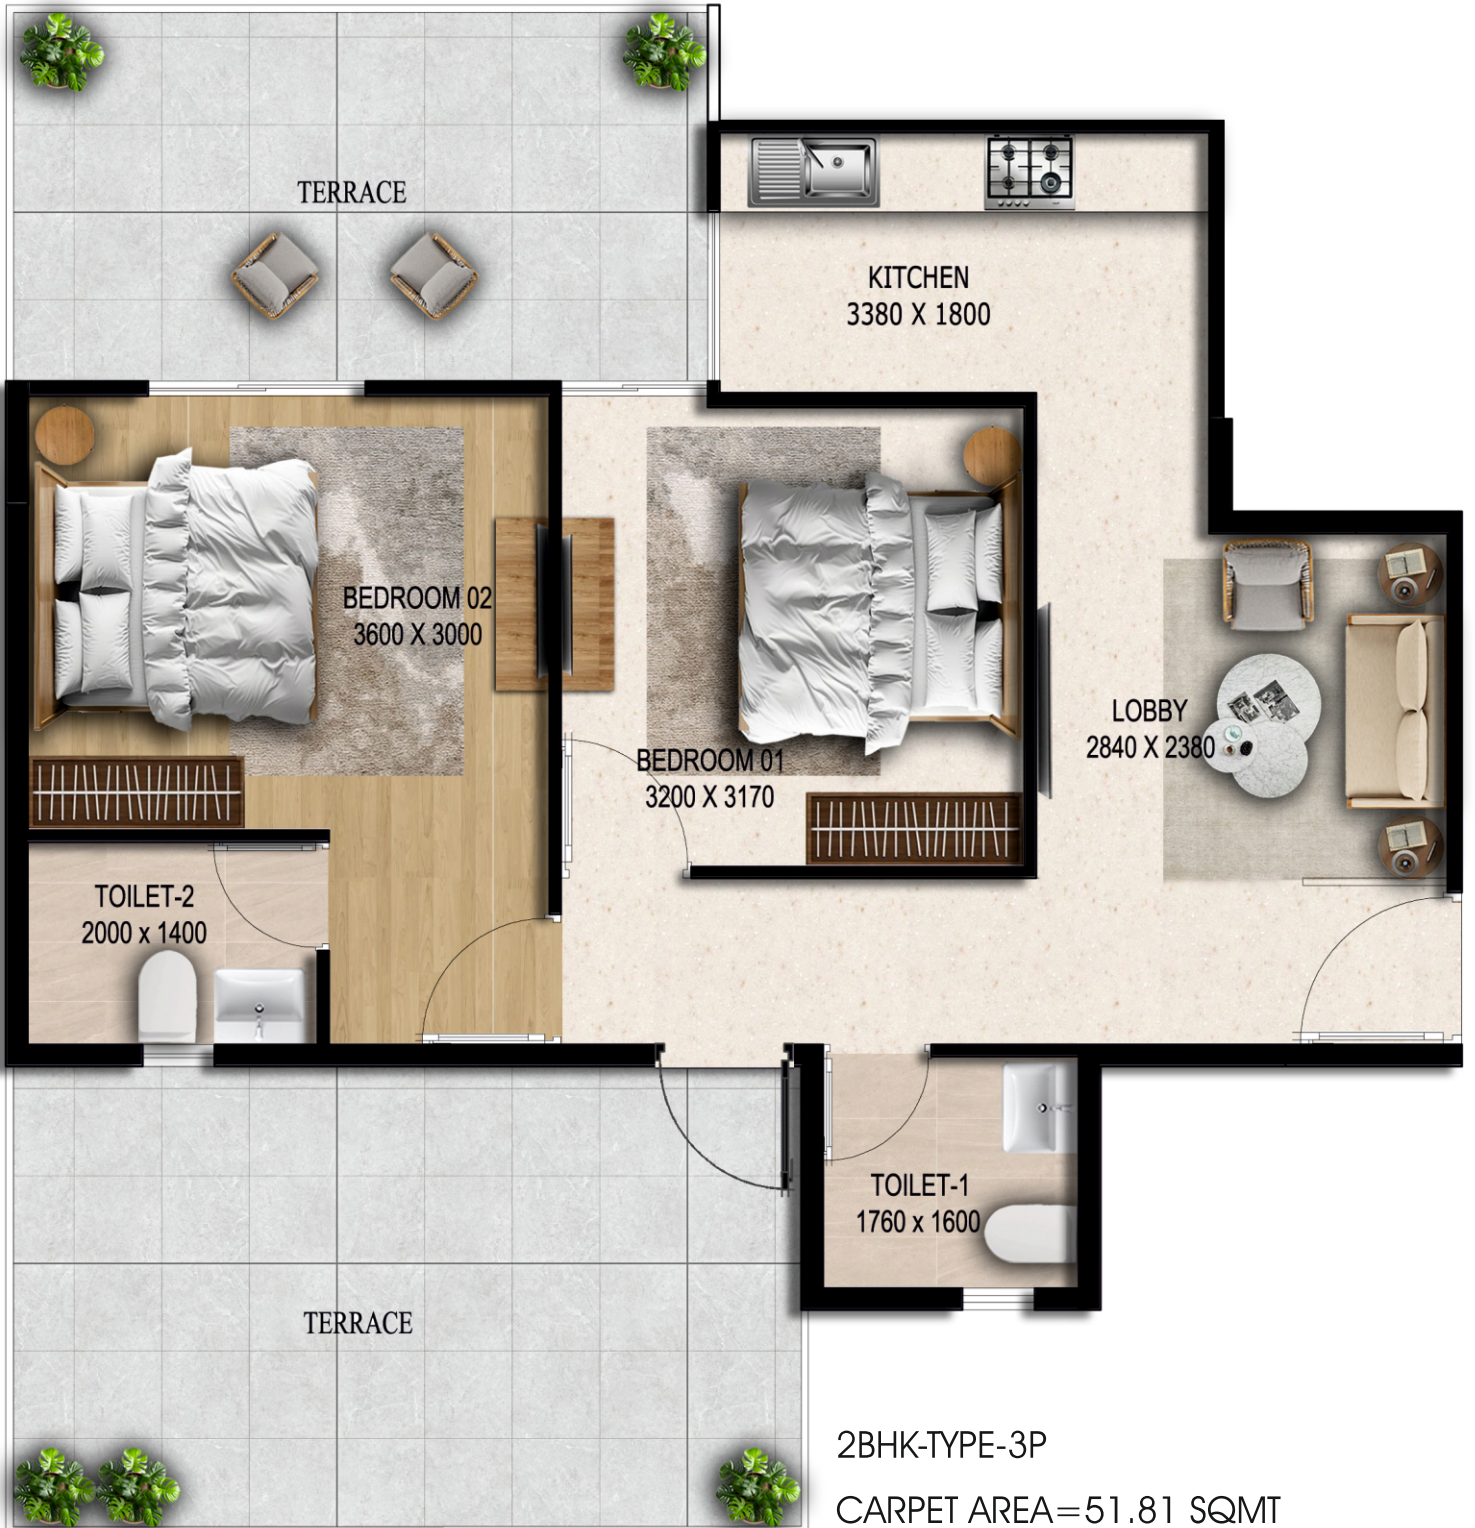 TERRACE
KITCHEN
3380 X 1800
BEDROOM 02
3600 X 3000
LOBBY
2840 X 2380
BEDROOM 01
3200 X 3170
TOILET-2
2000 x 1400
TOILET-1
1760 x 1600
TERRACE
2BHK-TYPE-3P
CARPET AREA=51.81 SQMT